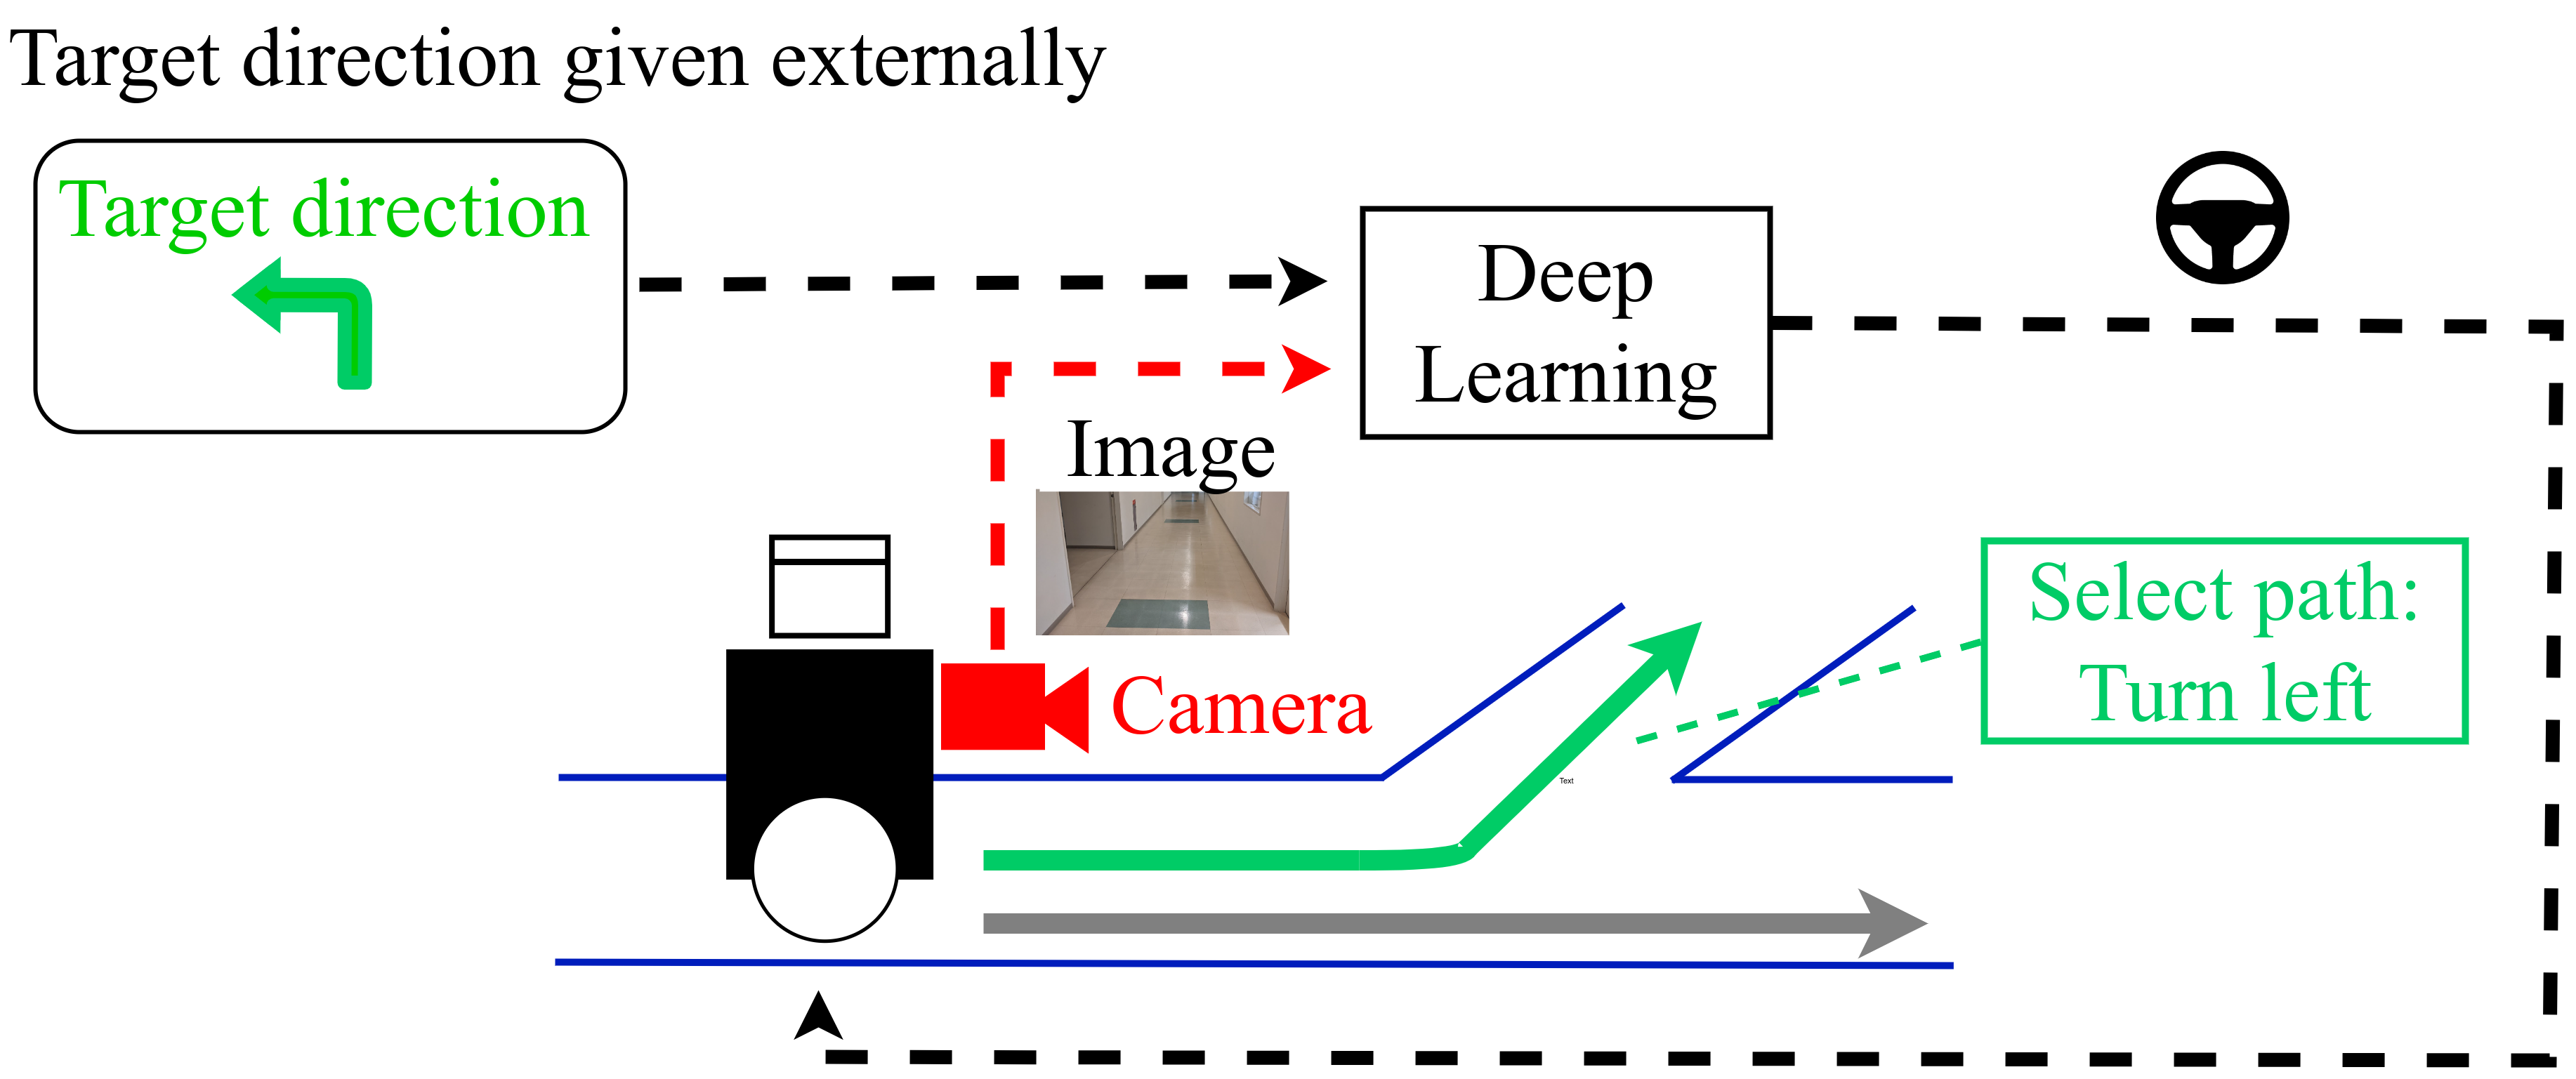 Target direction given externally
Target direction
Deep
Learning
Image
Camera
Select path:
Turn left
Text